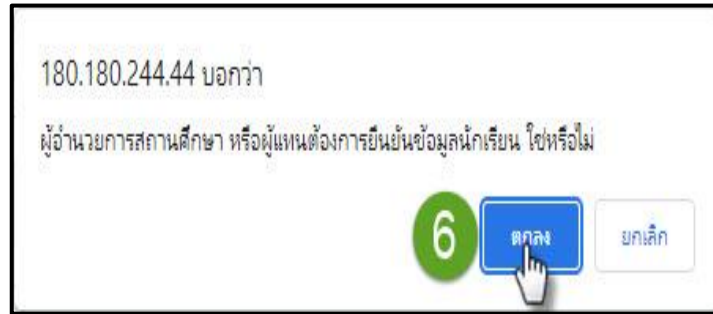 180.180.244.44 บอกว่า
ผู้อำนวยการสถานศึกษา หรือผู้แทนต้องการยืนยันข้อมูลนักเรียน ใช่หรือไม่
6 ตกลง ยกเลิก